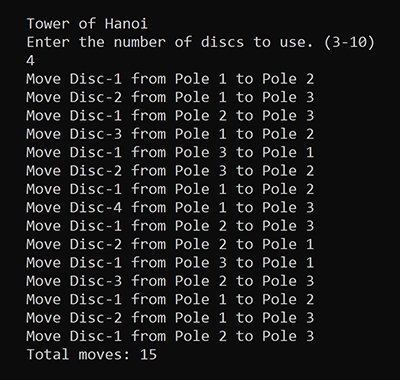 Tower of Hanoi
Enter the number of discs to use. (3-10)
4
Move Disc-1 from Pole 1 to Pole 2
Move Disc-2 from Pole 1 to Pole 3
Move Disc-1 from Pole 2 to Pole 3
Move Disc-3 from Pole 1 to Pole 2
Move Disc-1 from Pole 3 to Pole 1
Move Disc-2 from Pole 3 to Pole 2
Move Disc-1 from Pole 1 to Pole 2
Move Disc-4 from Pole 1 to Pole 3
Move Disc-1 from Pole 2 to Pole 3
Move Disc-2 from Pole 2 to Pole 1
Move Disc-1 from Pole 3 to Pole 1
Move Disc-3 from Pole 2 to Pole 3
Move Disc-1 from Pole 1 to Pole 2
Move Disc-2 from Pole 1 to Pole 3
Move Disc-1 from Pole 2 to Pole 3
Total moves: 15